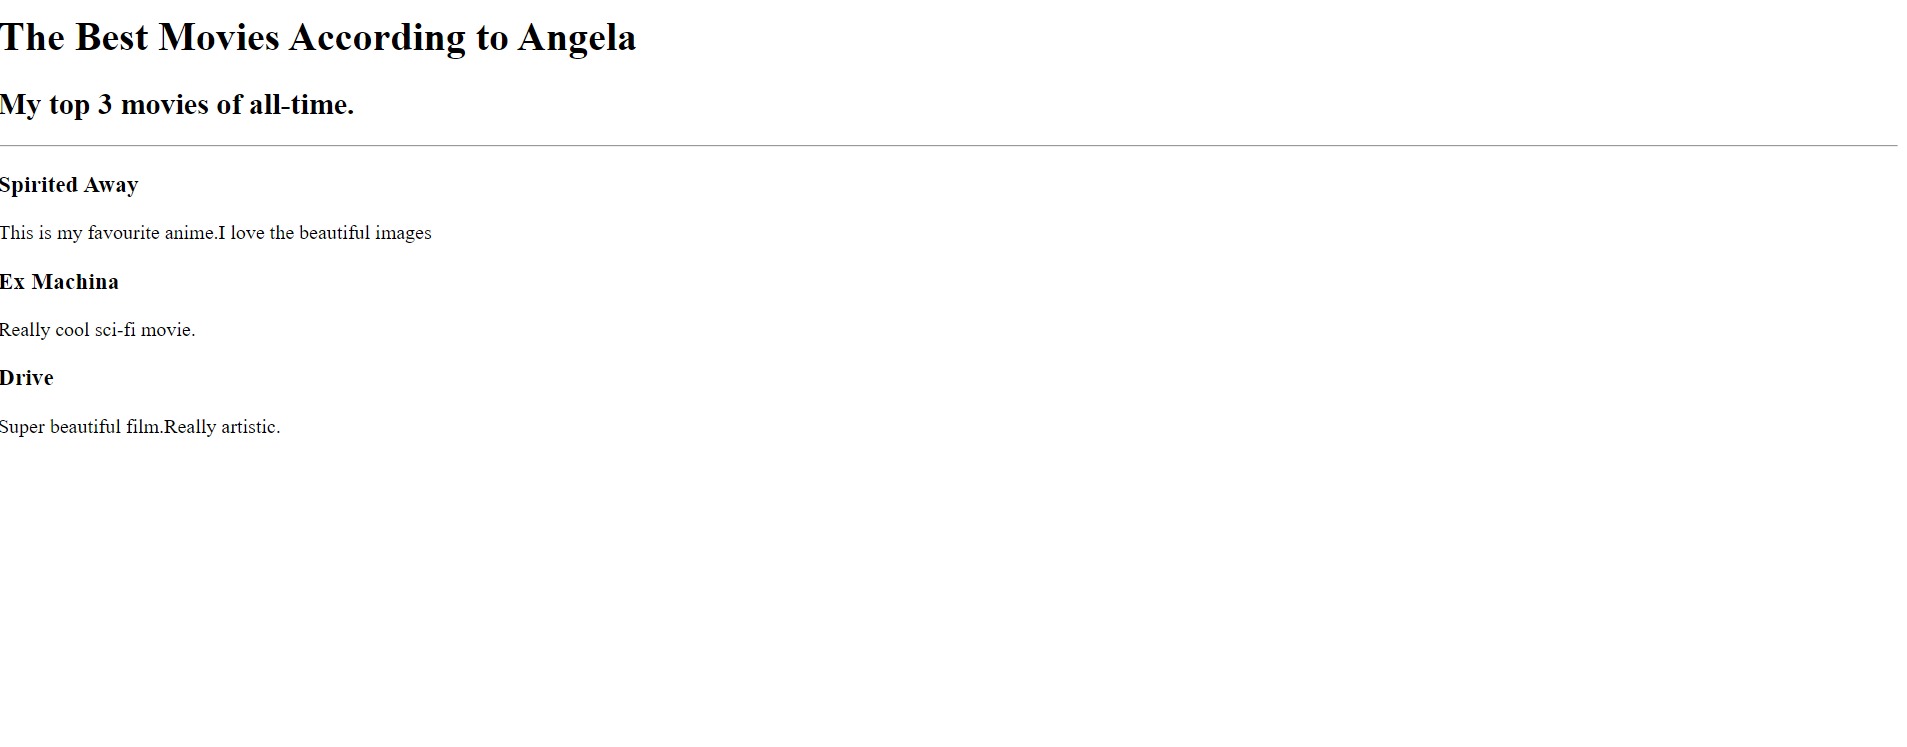 The Best Movies According to Angela
My top 3 movies of all-time.
Spirited Away
This is my favourite anime.I love the beautiful images
Ex Machina
Really cool sci-fi movie.
Drive
Super beautiful film.Really artistic.